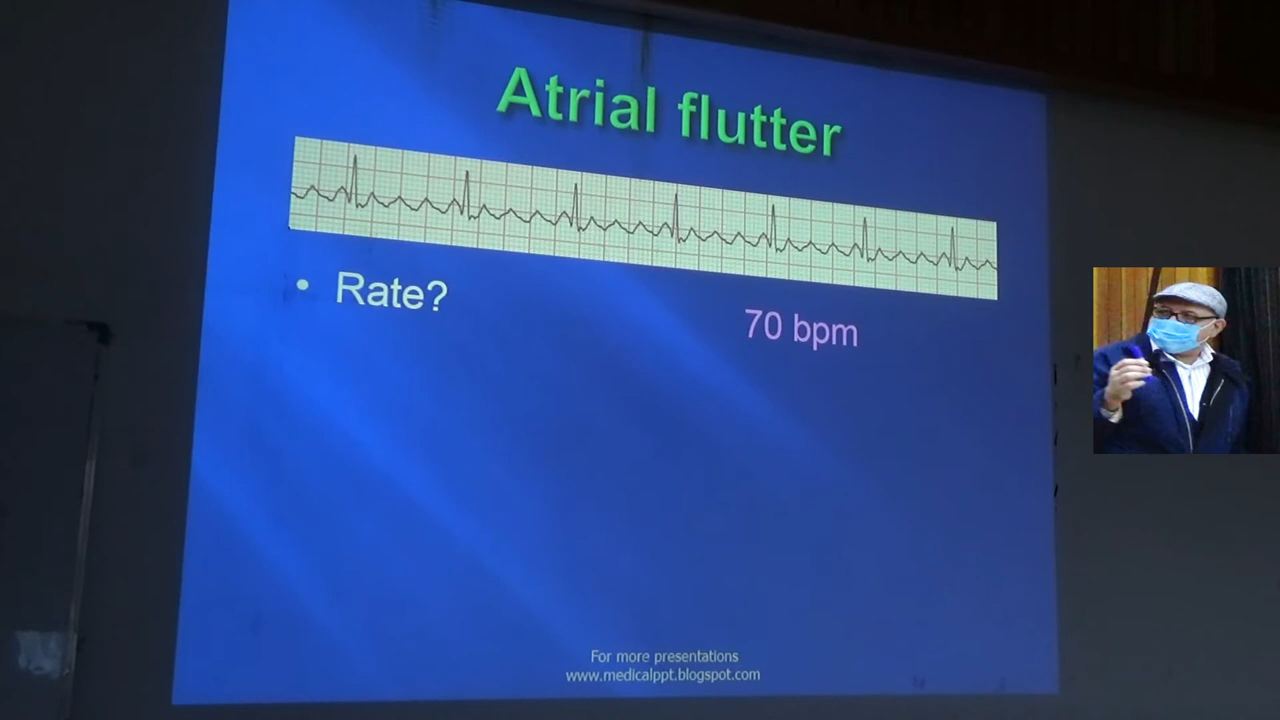 Atrial flutter
• Rate?
70 bpm
For more presentations
www.medicalppt.blogspot.com